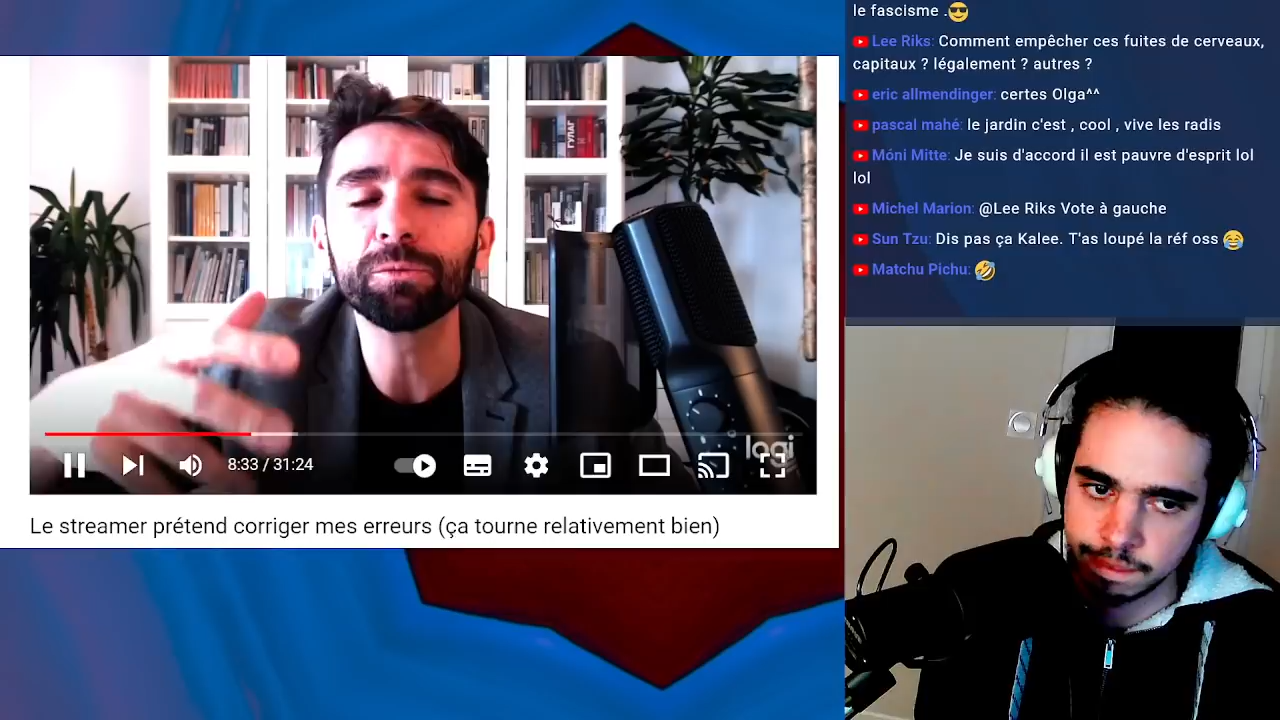 le fascisme .😎
Lee Riks: Comment empêcher ces fuites de cerveaux,
capitaux ? légalement ? autres ?
eric allmendinger: certes Olga^^
pascal mahé: le jardin c'est , cool , vive les radis
Móni Mitte: Je suis d'accord il est pauvre d'esprit lol
lol
Michel Marion: @Lee Riks Vote à gauche
Sun Tzu: Dis pas ça Kalee. T'as loupé la réf oss 😂
Matchu Pichu: 🤣
ГУЛАГ
logi
8:33 / 31:24
Le streamer prétend corriger mes erreurs (ça tourne relativement bien)